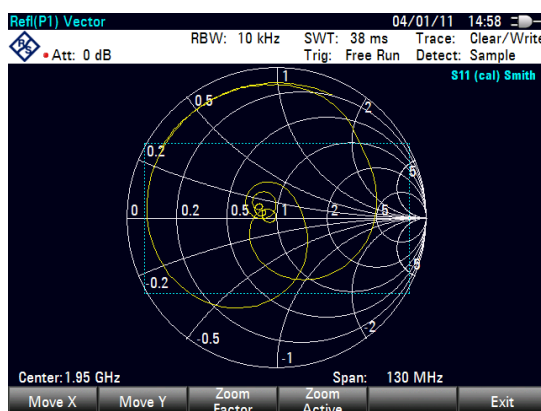 Refl(P1) Vector 04/01/11 14:58
RBW: 10 kHz SWT: 38 ms Trace: Clear/Write
Att: 0 dB Trig: Free Run Detect: Sample
S11 (cal) Smith
1
0.5 2
0.2 5
0 0.2 0.5 1 2 5
-0.2 -5
-0.5 -2
-1
Center: 1.95 GHz Span: 130 MHz
Move X Move Y Zoom Factor Zoom Active Exit